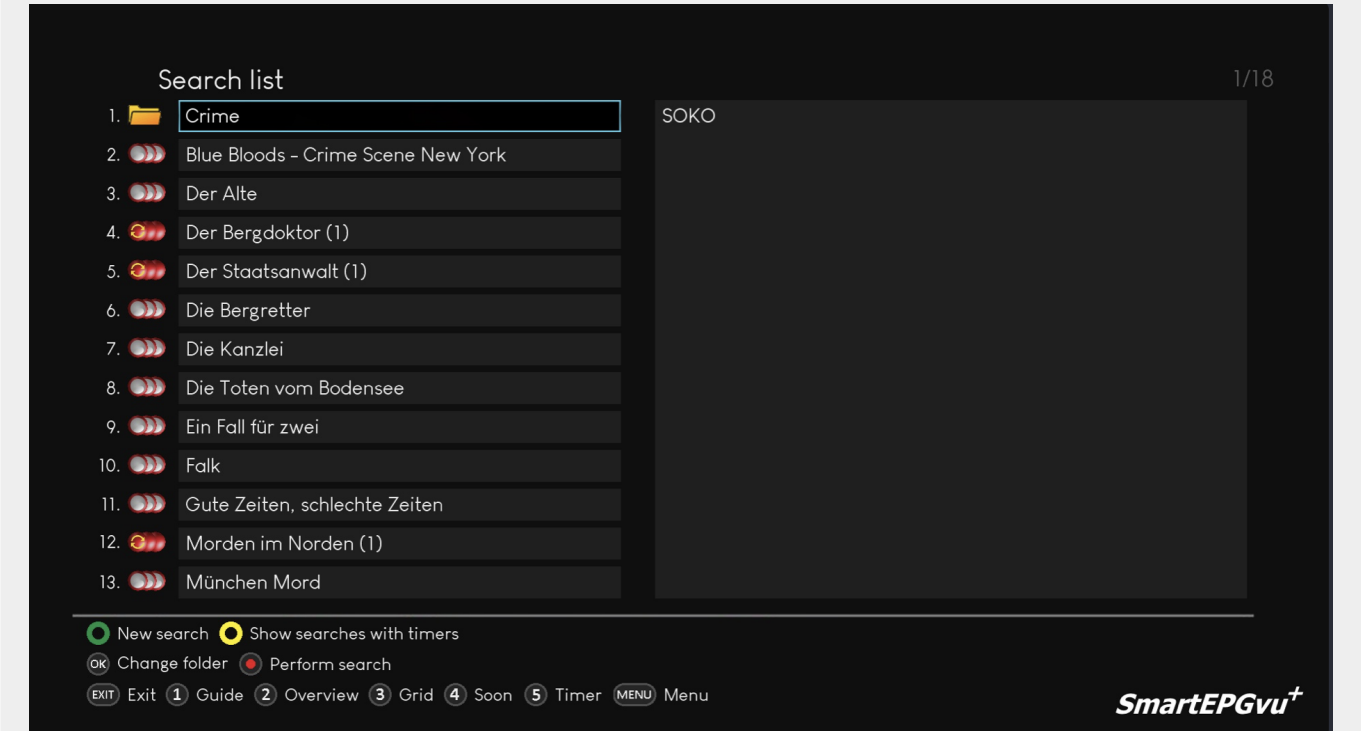 Search list 1/18
1. Crime SOKO
2. Blue Bloods - Crime Scene New York
3. Der Alte
4. Der Bergdoktor (1)
5. Der Staatsanwalt (1)
6. Die Bergretter
7. Die Kanzlei
8. Die Toten vom Bodensee
9. Ein Fall für zwei
10. Falk
11. Gute Zeiten, schlechte Zeiten
12. Morden im Norden (1)
13. München Mord
New search Show searches with timers
OK Change folder Perform search
EXIT Exit 1 Guide 2 Overview 3 Grid 4 Soon 5 Timer MENU Menu
SmartEPGvu+